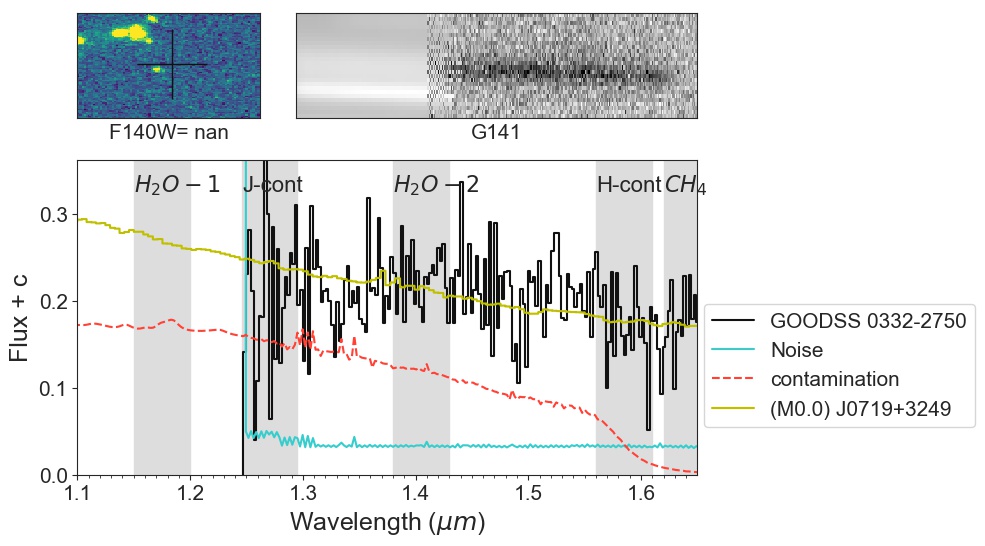 F140W= nan
G141
H₂O − 1
J-cont
H₂O − 2
H-cont
CH₄
Flux + c
0.3
0.2
0.1
0.0
1.1
1.2
1.3
1.4
1.5
1.6
Wavelength (μm)
GOODSS 0332-2750
Noise
contamination
(M0.0) J0719+3249